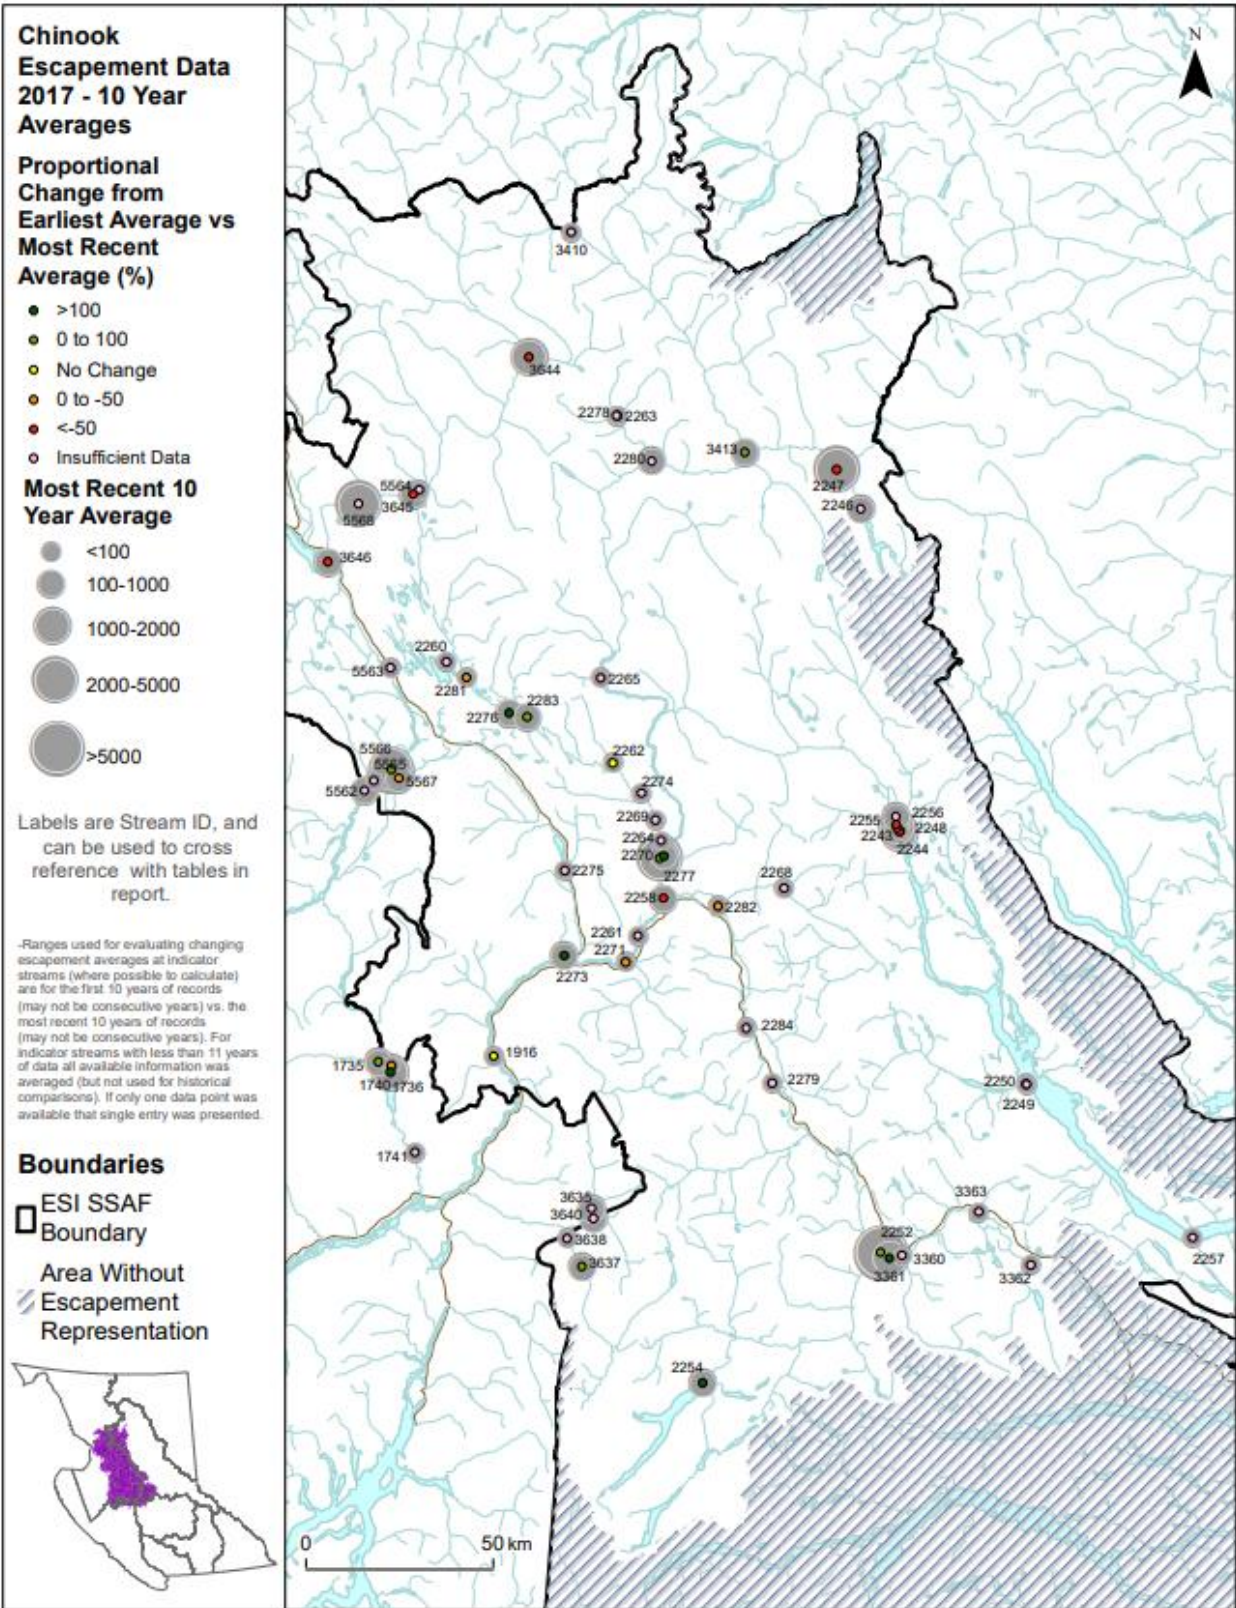 Chinook
Escapement Data
2017 - 10 Year
Averages
Proportional
Change from
Earliest Average vs
Most Recent
Average (%)
>100
0 to 100
No Change
0 to -50
<-50
Insufficient Data
Most Recent 10
Year Average
<100
100-1000
1000-2000
2000-5000
>5000
Labels are Stream ID, and
can be used to cross
reference with tables in
report.
-Ranges used for evaluating changing
escapement averages at indicator
streams (where possible to calculate)
are for the first 10 years of records
(may not be consecutive years) vs. the
most recent 10 years of records
(may not be consecutive years). For
indicator streams with less than 11 years
of data all available information was
averaged (but not used for historical
comparisons). If only one data point was
available that single entry was presented.
Boundaries
ESI SSAF
Boundary
Area Without
Escapement
Representation
N
3410
3644
2278
2263
2280
3413
2247
2246
5564
3645
5568
3646
2260
5563
2281
2265
2276
2283
5566
5565
5567
5562
2262
2274
2269
2264
2270
2277
2255
2256
2243
2248
2244
2275
2268
2258
2282
2261
2271
2273
2284
1916
1735
1740
1736
2279
2250
2249
1741
3635
3640
3638
3637
3363
2252
3360
3361
3362
2257
2254
0
50 km